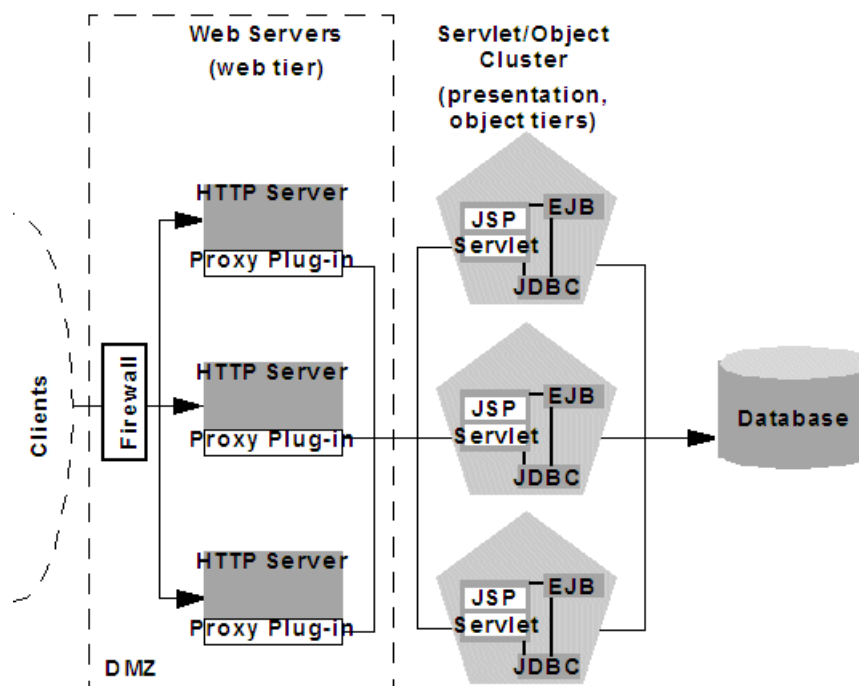 Web Servers
(web tier)
Servlet/Object
Cluster
(presentation,
object tiers)
Clients
Firewall
HTTP Server
Proxy Plug-in
HTTP Server
Proxy Plug-in
HTTP Server
Proxy Plug-in
DMZ
JSP
Servlet
EJB
JDBC
JSP
Servlet
EJB
JDBC
JSP
Servlet
EJB
JDBC
Database